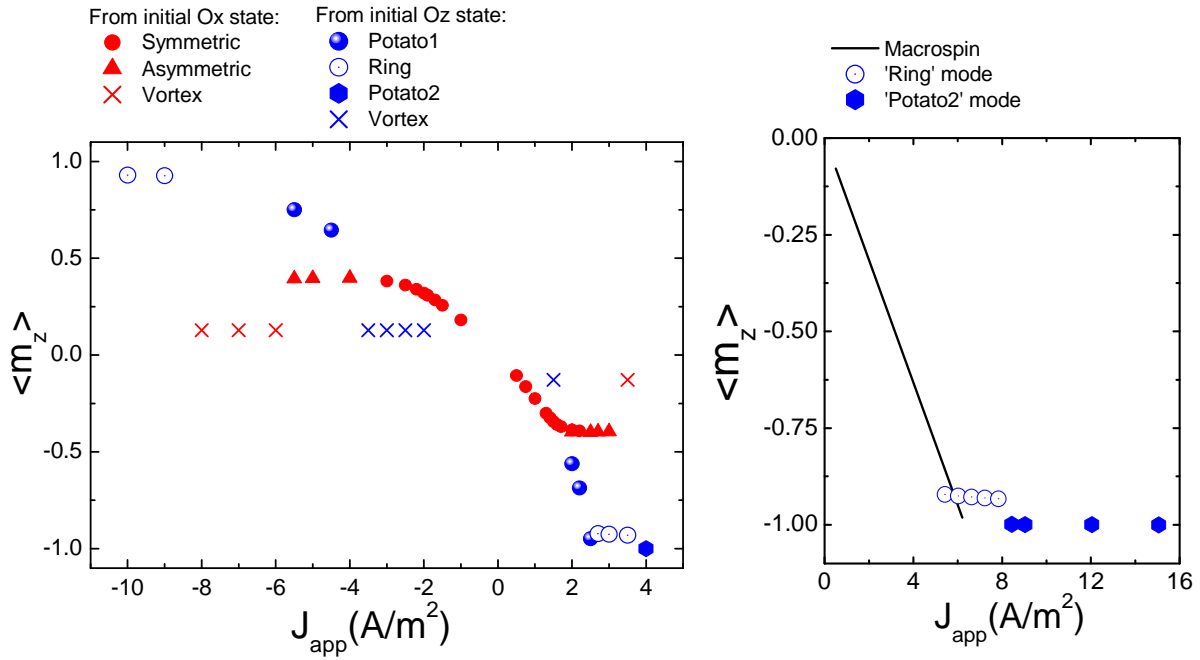 From initial Ox state:
Symmetric
Asymmetric
Vortex
From initial Oz state:
Potato1
Ring
Potato2
Vortex
1.0
0.5
0.0
-0.5
-1.0
<m_z>
-10 -8 -6 -4 -2 0 2 4
J_app(A/m^2)
Macrospin
'Ring' mode
'Potato2' mode
0.00
-0.25
-0.50
-0.75
-1.00
<m_z>
0 4 8 12 16
J_app(A/m^2)